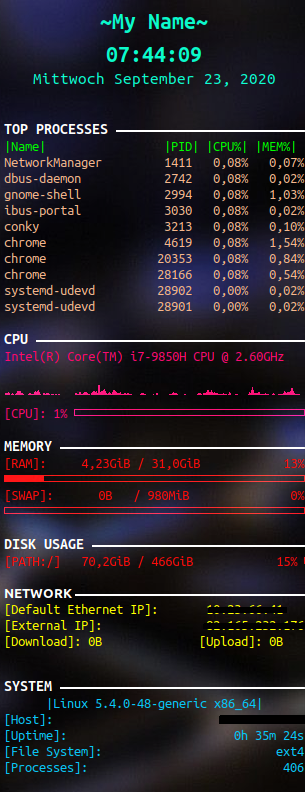 ~My Name~
07:44:09
Mittwoch September 23, 2020
TOP PROCESSES
|Name| |PID| |CPU%| |MEM%|
NetworkManager 1411 0,08% 0,07%
dbus-daemon 2742 0,08% 0,02%
gnome-shell 2994 0,08% 1,03%
ibus-portal 3030 0,08% 0,02%
conky 3213 0,08% 0,10%
chrome 4619 0,08% 1,54%
chrome 20353 0,08% 0,84%
chrome 28166 0,08% 0,54%
systemd-udevd 28902 0,00% 0,02%
systemd-udevd 28901 0,00% 0,02%
CPU
Intel(R) Core(TM) i7-9850H CPU @ 2.60GHz
[CPU]: 1%
MEMORY
[RAM]: 4,23GiB / 31,0GiB 13%
[SWAP]: 0B / 980MiB 0%
DISK USAGE
[PATH:/] 70,2GiB / 466GiB 15%
NETWORK
[Default Ethernet IP]:
[External IP]:
[Download]: 0B [Upload]: 0B
SYSTEM
|Linux 5.4.0-48-generic x86_64|
[Host]:
[Uptime]: 0h 35m 24s
[File System]: ext4
[Processes]: 406